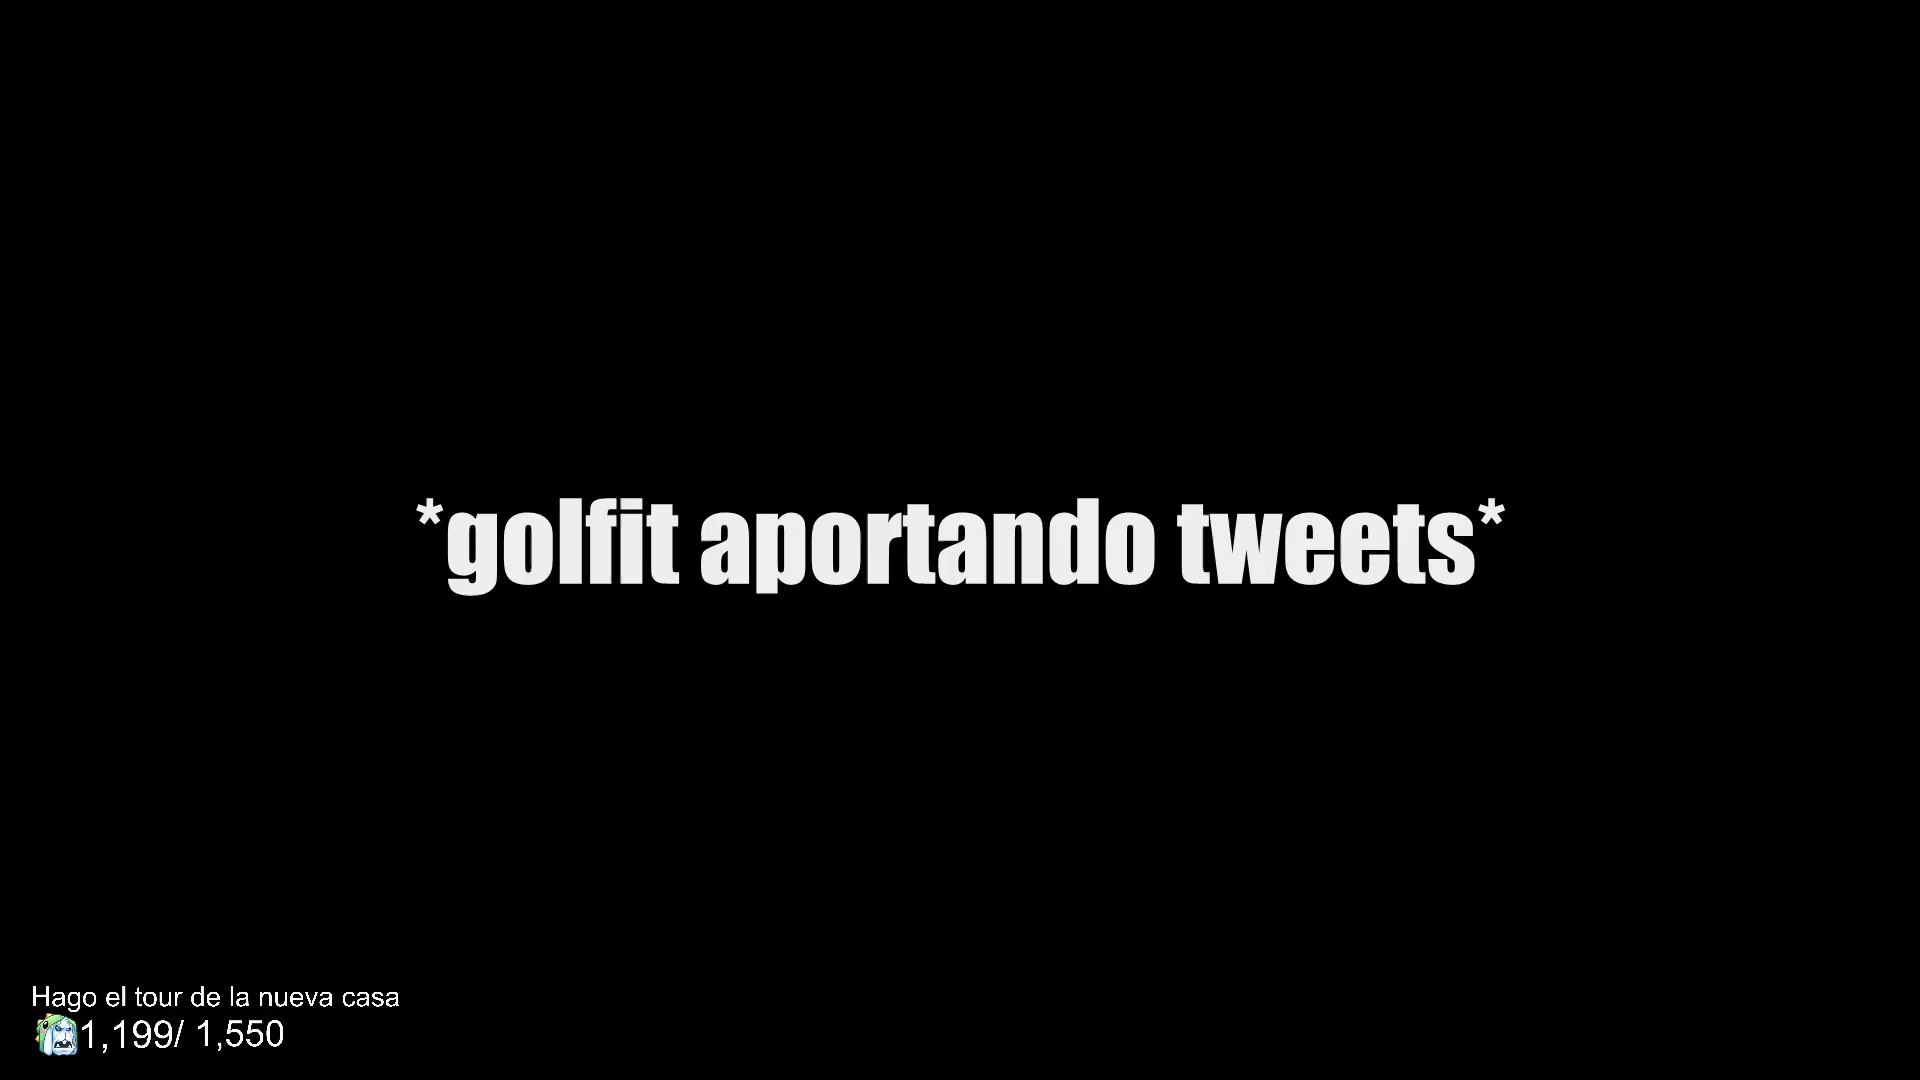 *golfit aportando tweets*
Hago el tour de la nueva casa
1,199/ 1,550